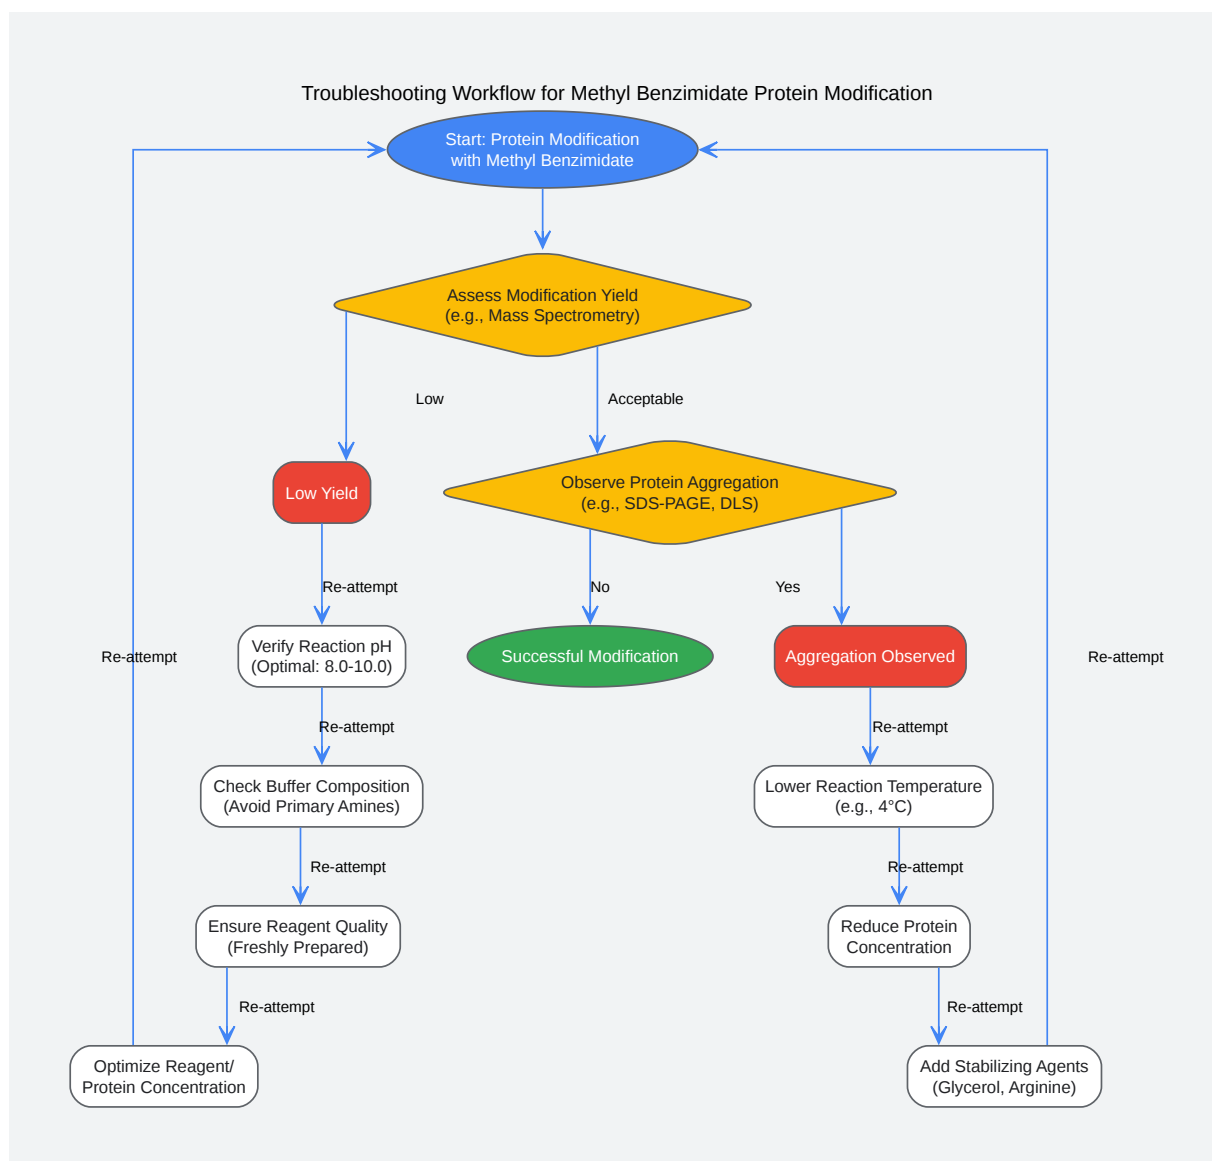 Troubleshooting Workflow for Methyl Benzimidate Protein Modification
Start: Protein Modification
with Methyl Benzimidate
Assess Modification Yield
(e.g., Mass Spectrometry)
Low
Acceptable
Low Yield
Observe Protein Aggregation
(e.g., SDS-PAGE, DLS)
Re-attempt
No
Yes
Re-attempt
Verify Reaction pH
(Optimal: 8.0-10.0)
Successful Modification
Aggregation Observed
Re-attempt
Re-attempt
Re-attempt
Check Buffer Composition
(Avoid Primary Amines)
Lower Reaction Temperature
(e.g., 4°C)
Re-attempt
Re-attempt
Ensure Reagent Quality
(Freshly Prepared)
Reduce Protein
Concentration
Re-attempt
Re-attempt
Optimize Reagent/
Protein Concentration
Add Stabilizing Agents
(Glycerol, Arginine)